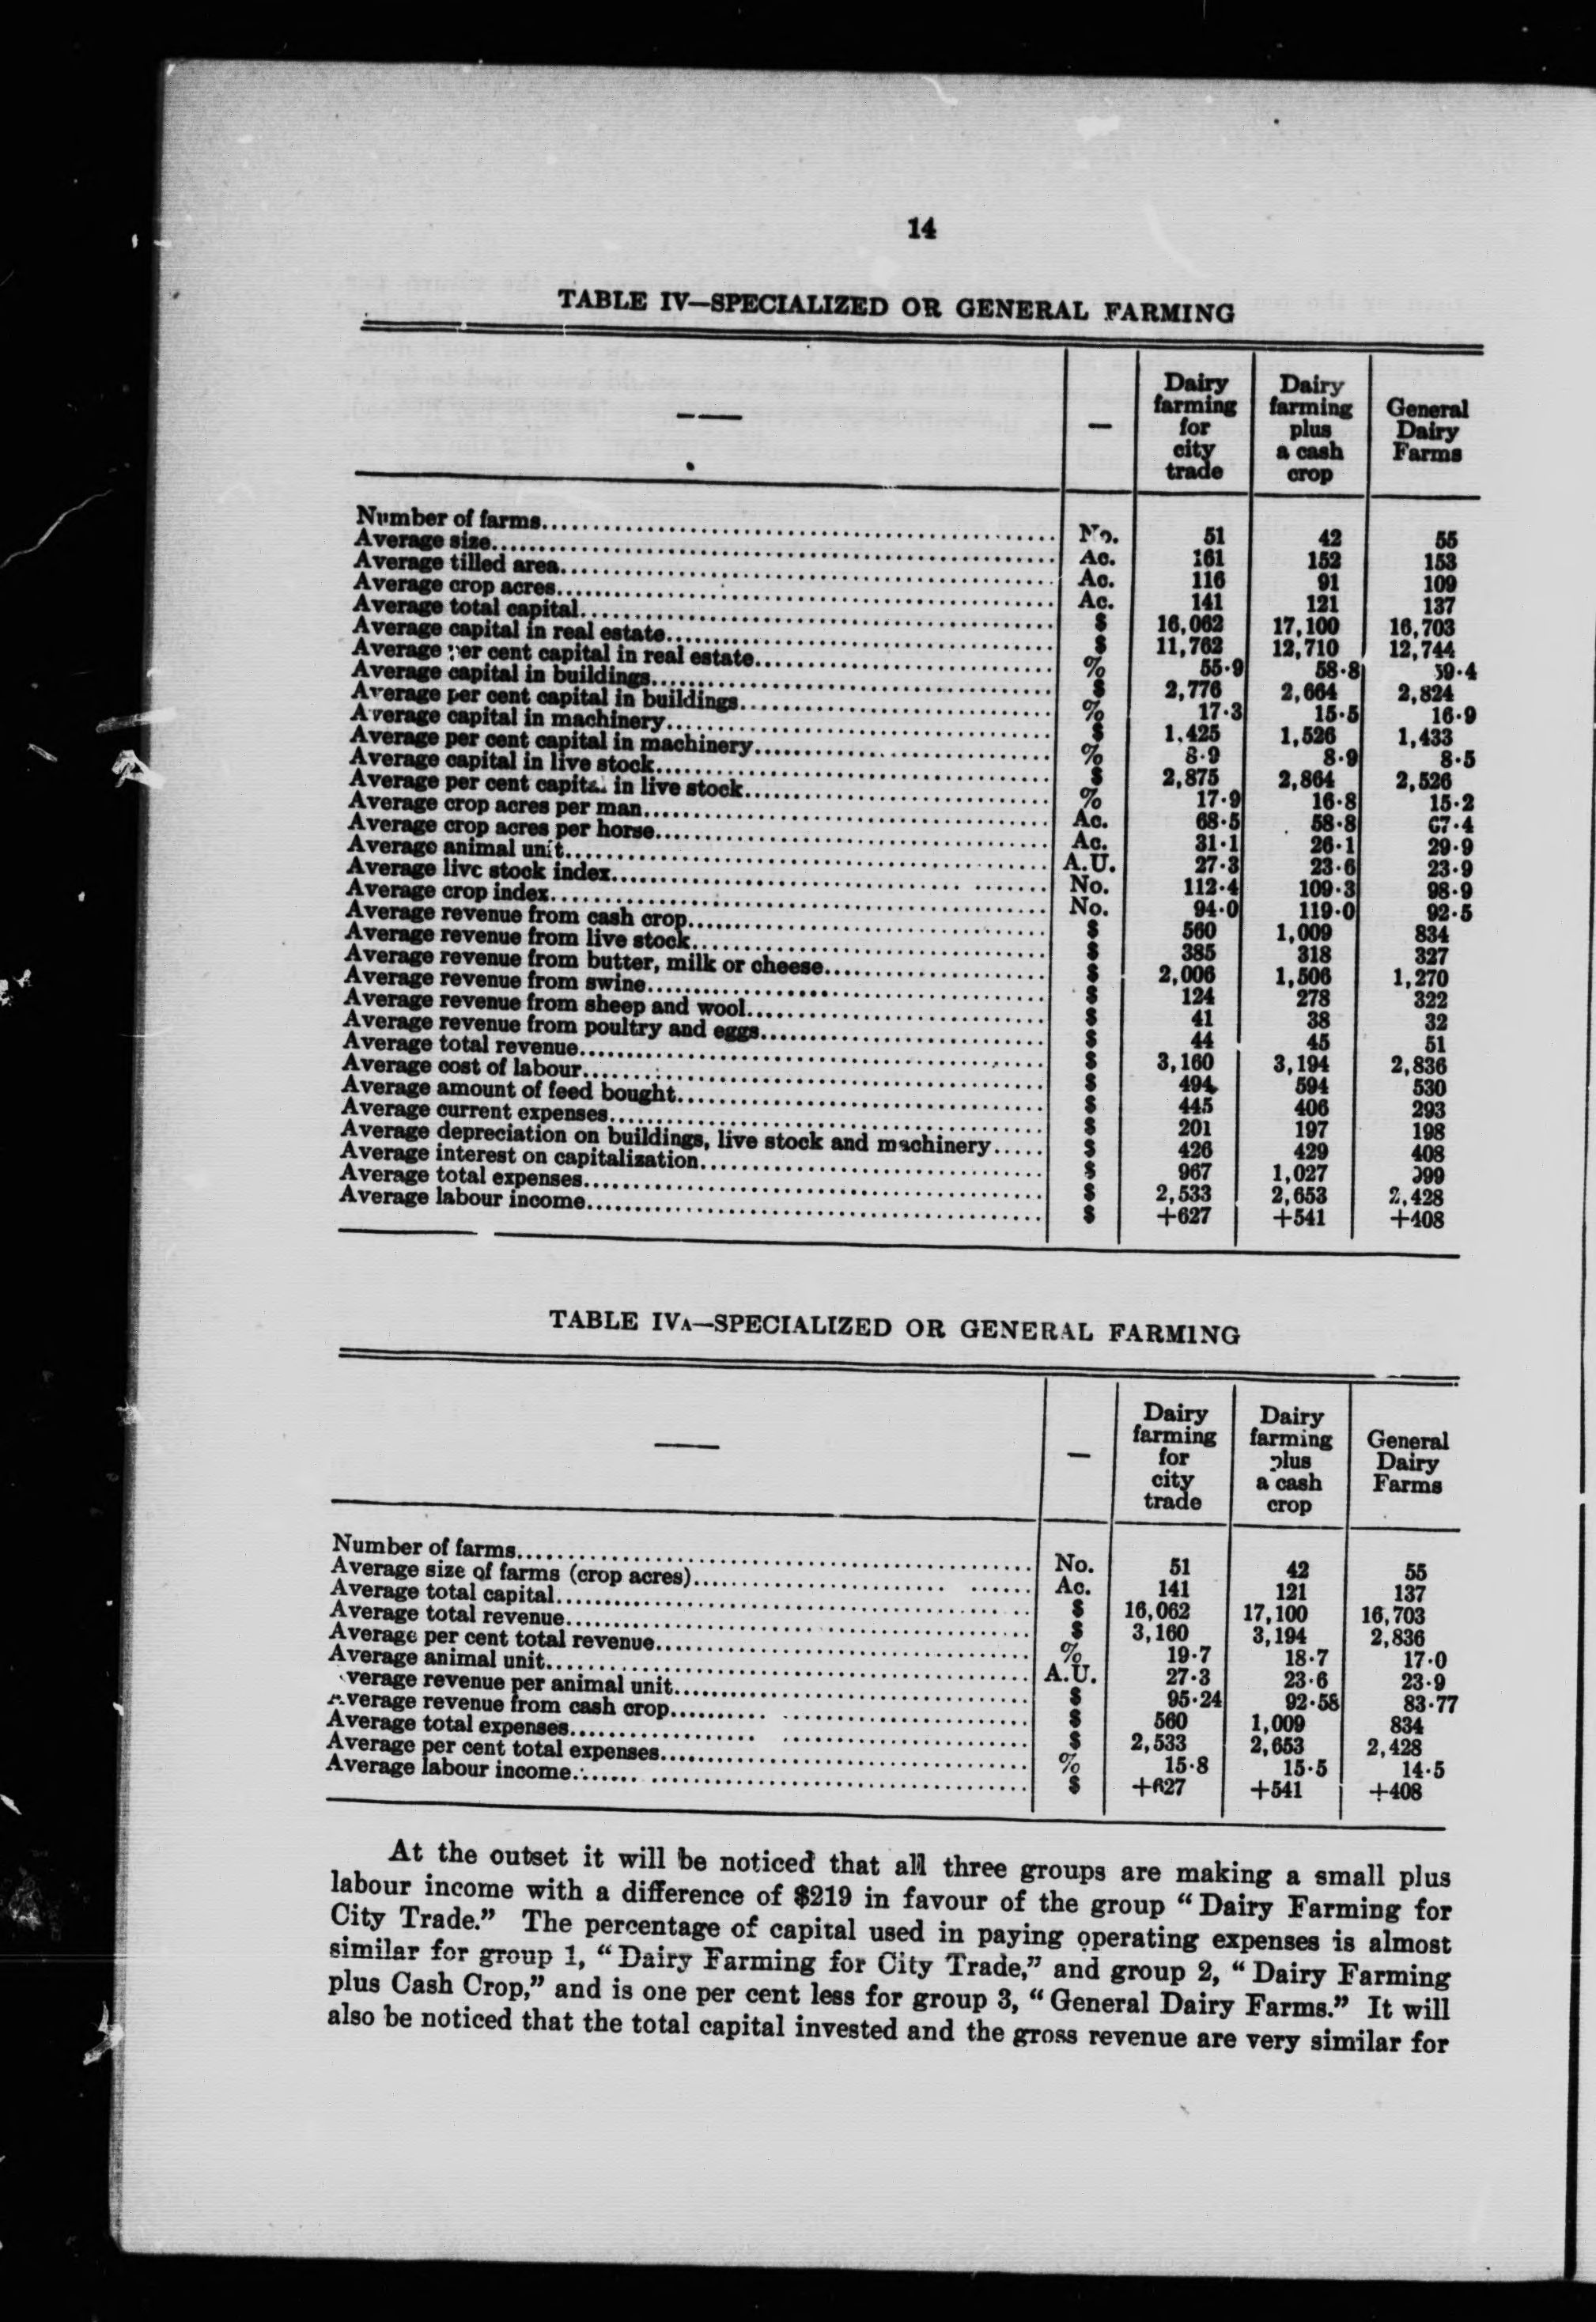 14
TABLE IV—SPECIALIZED OR GENERAL FARMING
— — Dairy farming for city trade Dairy farming plus a cash crop General Dairy Farms
Number of farms No. 51 42 55
Average size Ac. 161 152 153
Average tilled area Ac. 116 91 109
Average crop acres Ac. 141 121 137
Average total capital $ 16,062 17,100 16,703
Average capital in real estate $ 11,762 12,710 12,744
Average per cent capital in real estate % 55·9 58·8 59·4
Average capital in buildings $ 2,776 2,664 2,824
Average per cent capital in buildings % 17·3 15·5 16·9
Average capital in machinery $ 1,425 1,526 1,433
Average per cent capital in machinery % 8·9 8·9 8·5
Average capital in live stock $ 2,875 2,864 2,526
Average per cent capital in live stock % 17·9 16·8 15·2
Average crop acres per man Ac. 68·5 58·8 67·4
Average crop acres per horse Ac. 31·1 26·1 29·9
Average animal unit A.U. 27·3 23·6 23·9
Average live stock index No. 112·4 109·3 98·9
Average crop index No. 94·0 119·0 92·5
Average revenue from cash crop $ 560 1,009 834
Average revenue from live stock $ 385 318 327
Average revenue from butter, milk or cheese $ 2,006 1,506 1,270
Average revenue from swine $ 124 278 322
Average revenue from sheep and wool $ 41 38 32
Average revenue from poultry and eggs $ 44 45 51
Average total revenue $ 3,160 3,194 2,836
Average cost of labour $ 494 594 530
Average amount of feed bought $ 445 406 293
Average current expenses $ 201 197 198
Average depreciation on buildings, live stock and machinery $ 426 429 408
Average interest on capitalization $ 967 1,027 999
Average total expenses $ 2,533 2,653 2,428
Average labour income $ +627 +541 +408
TABLE IVA—SPECIALIZED OR GENERAL FARMING
— — Dairy farming for city trade Dairy farming plus a cash crop General Dairy Farms
Number of farms No. 51 42 55
Average size of farms (crop acres) Ac. 141 121 137
Average total capital $ 16,062 17,100 16,703
Average total revenue $ 3,160 3,194 2,836
Average per cent total revenue % 19·7 18·7 17·0
Average animal unit A.U. 27·3 23·6 23·9
Average revenue per animal unit $ 95·24 92·58 83·77
Average revenue from cash crop $ 560 1,009 834
Average total expenses $ 2,533 2,653 2,428
Average per cent total expenses % 15·8 15·5 14·5
Average labour income $ +627 +541 +408
At the outset it will be noticed that all three groups are making a small plus
labour income with a difference of $219 in favour of the group “ Dairy Farming for
City Trade.” The percentage of capital used in paying operating expenses is almost
similar for group 1, “ Dairy Farming for City Trade,” and group 2, “ Dairy Farming
plus Cash Crop,” and is one per cent less for group 3, “ General Dairy Farms.” It will
also be noticed that the total capital invested and the gross revenue are very similar for